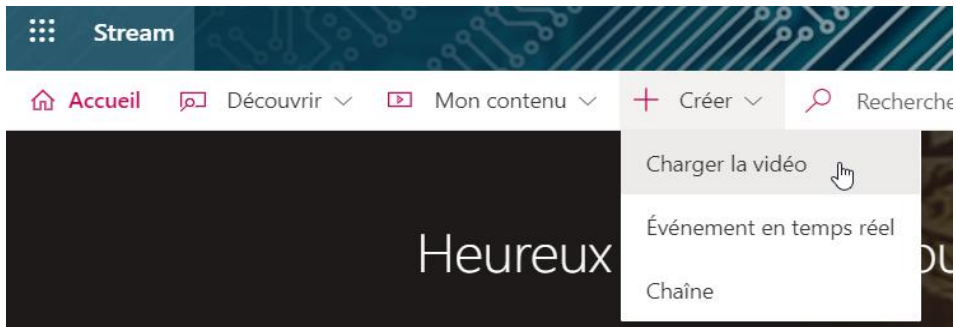 Stream
Accueil Découvrir Mon contenu Créer Recherche
Charger la vidéo
Événement en temps réel
Heureux
Chaîne